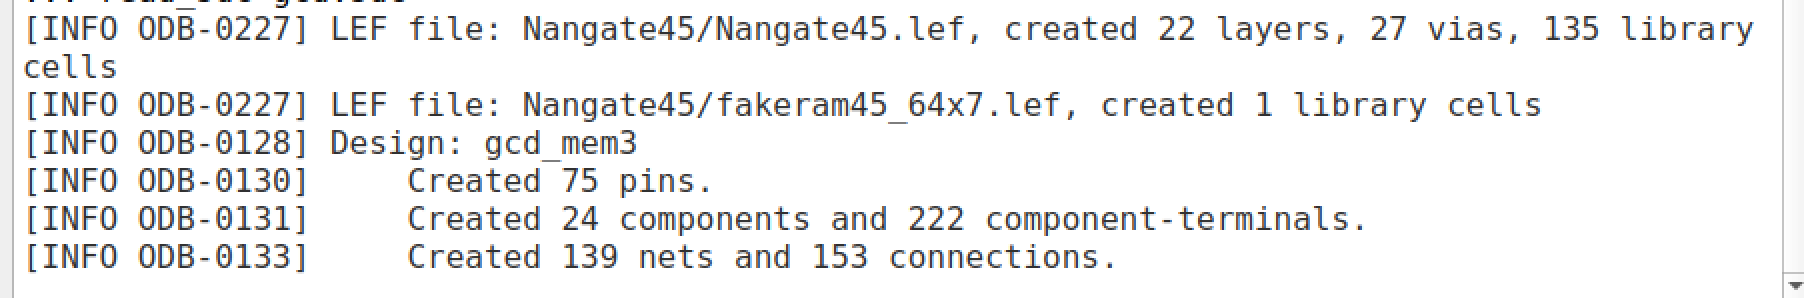 [INFO ODB-0227] LEF file: Nangate45/Nangate45.lef, created 22 layers, 27 vias, 135 library
cells
[INFO ODB-0227] LEF file: Nangate45/fakeram45_64x7.lef, created 1 library cells
[INFO ODB-0128] Design: gcd_mem3
[INFO ODB-0130]     Created 75 pins.
[INFO ODB-0131]     Created 24 components and 222 component-terminals.
[INFO ODB-0133]     Created 139 nets and 153 connections.